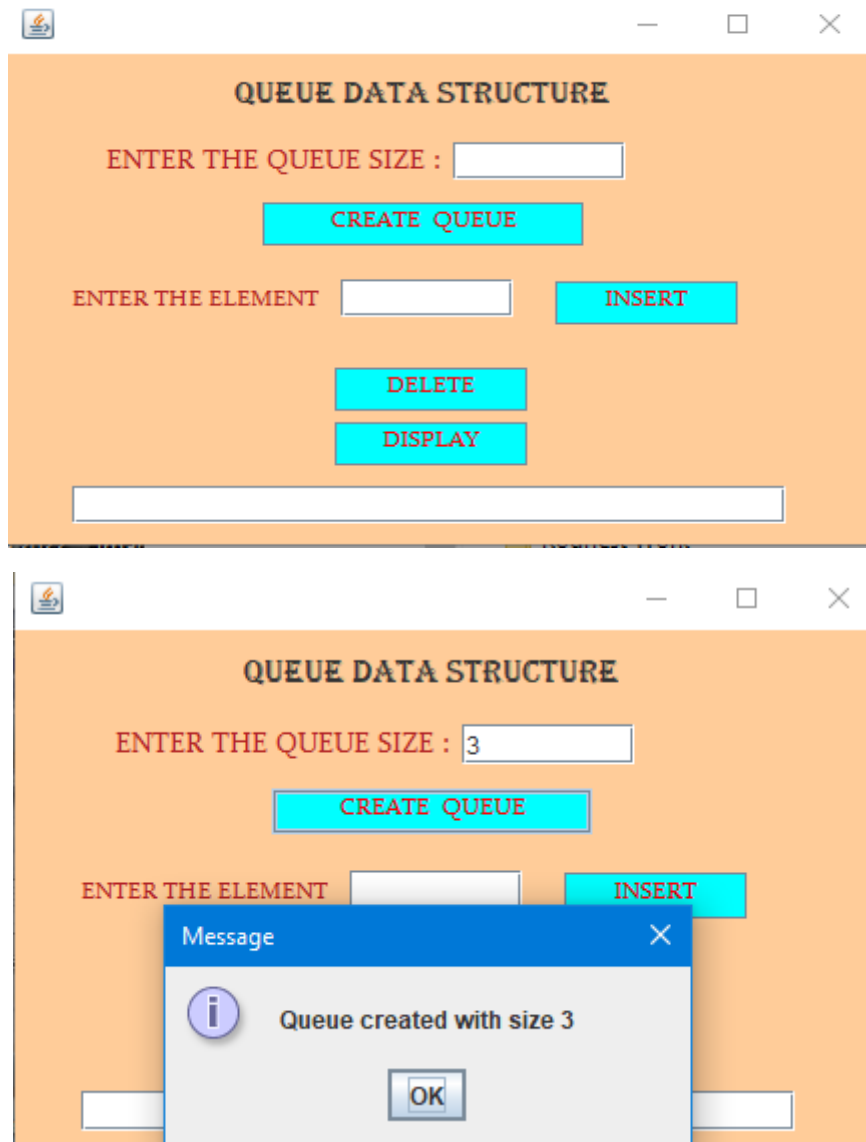 QUEUE DATA STRUCTURE
ENTER THE QUEUE SIZE :
CREATE QUEUE
ENTER THE ELEMENT INSERT
DELETE
DISPLAY
QUEUE DATA STRUCTURE
ENTER THE QUEUE SIZE : 3
CREATE QUEUE
ENTER THE ELEMENT INSERT
Message
Queue created with size 3
OK